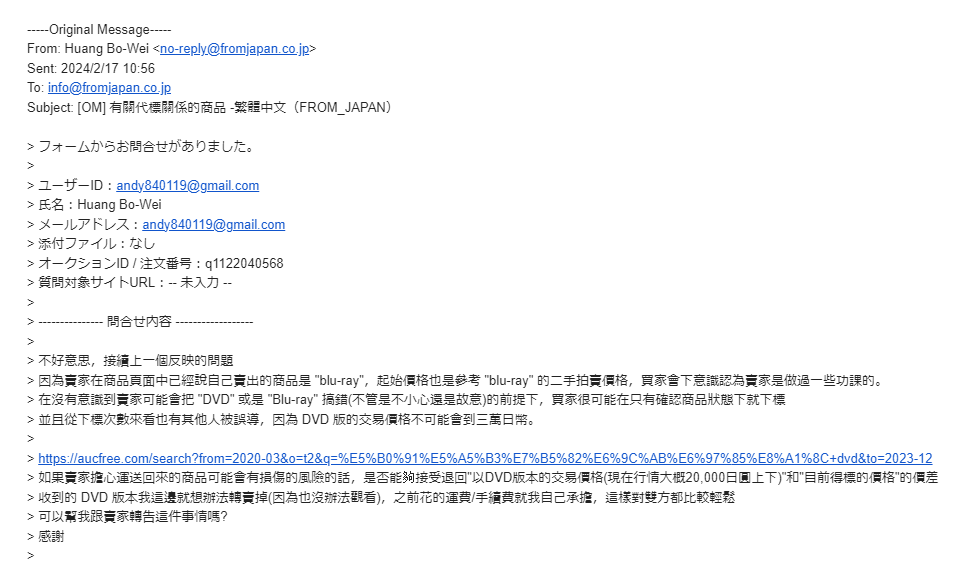 -----Original Message-----
From: Huang Bo-Wei <no-reply@fromjapan.co.jp>
Sent: 2024/2/17 10:56
To: info@fromjapan.co.jp
Subject: [OM] 有關代標關係的商品 -繁體中文（FROM_JAPAN）

> フォームからお問合せがありました。
>
> ユーザーID：andy840119@gmail.com
> 氏名：Huang Bo-Wei
> メールアドレス：andy840119@gmail.com
> 添付ファイル：なし
> オークションID / 注文番号：q1122040568
> 質問対象サイトURL：-- 未入力 --
>
> --------------- 問合せ内容 ------------------
>
> 不好意思，接續上一個反映的問題
> 因為賣家在商品頁面中已經說自己賣出的商品是 "blu-ray"，起始價格也是參考 "blu-ray" 的二手拍賣價格，買家會下意識認為賣家是做過一些功課的。
> 在沒有意識到賣家可能會把 "DVD" 或是 "Blu-ray" 搞錯(不管是不小心還是故意)的前提下，買家很可能在只有確認商品狀態下就下標
> 並且從下標次數來看也有其他人被誤導，因為 DVD 版的交易價格不可能會到三萬日幣。
>
> https://aucfree.com/search?from=2020-03&o=t2&q=%E5%B0%91%E5%A5%B3%E7%B5%82%E6%9C%AB%E6%97%85%E8%A1%8C+dvd&to=2023-12
> 如果賣家擔心運送回來的商品可能會有損傷的風險的話，是否能夠接受退回"以DVD版本的交易價格(現在行情大概20,000日圓上下)"和"目前得標的價格"的價差
> 收到的 DVD 版本我這邊就想辦法轉賣掉(因為也沒辦法觀看)，之前花的運費/手續費就我自己承擔，這樣對雙方都比較輕鬆
> 可以幫我跟賣家轉告這件事情嗎?
> 感謝
>